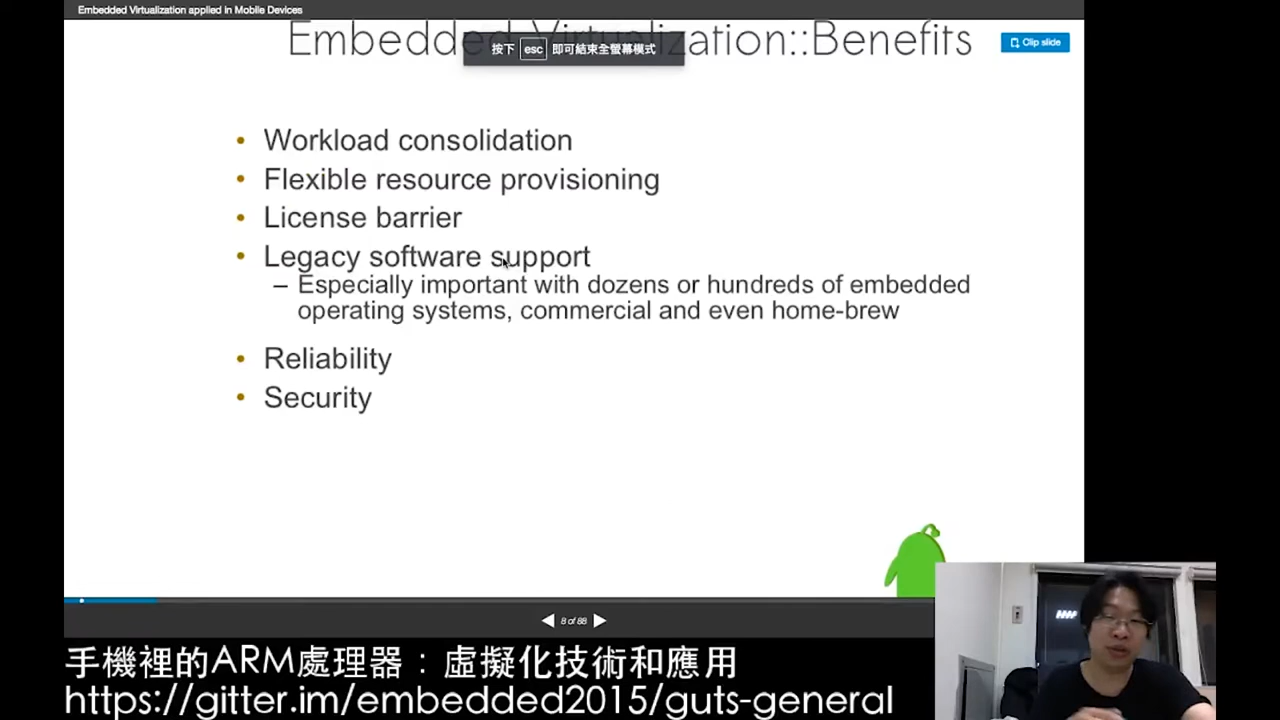 Embedded Virtualization applied in Mobile Devices
Embedded Virtualization::Benefits
按下 esc 即可結束全螢幕模式
Clip slide
• Workload consolidation
• Flexible resource provisioning
• License barrier
• Legacy software support
– Especially important with dozens or hundreds of embedded
operating systems, commercial and even home-brew
• Reliability
• Security
8 of 88
手機裡的ARM處理器：虛擬化技術和應用
https://gitter.im/embedded2015/guts-general